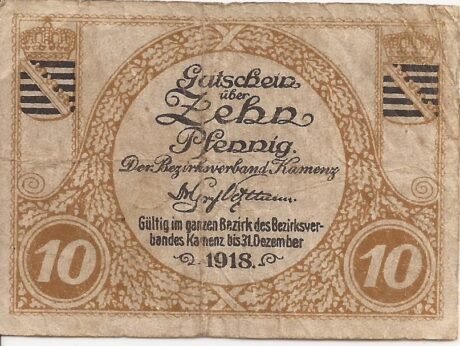 Gutschein
über
Zehn
Pfennig.
Der Bezirksverband Kamenz
Gültig im ganzen Bezirk des Bezirksver-
bandes Kamenz bis 31. Dezember
1918.
10 10